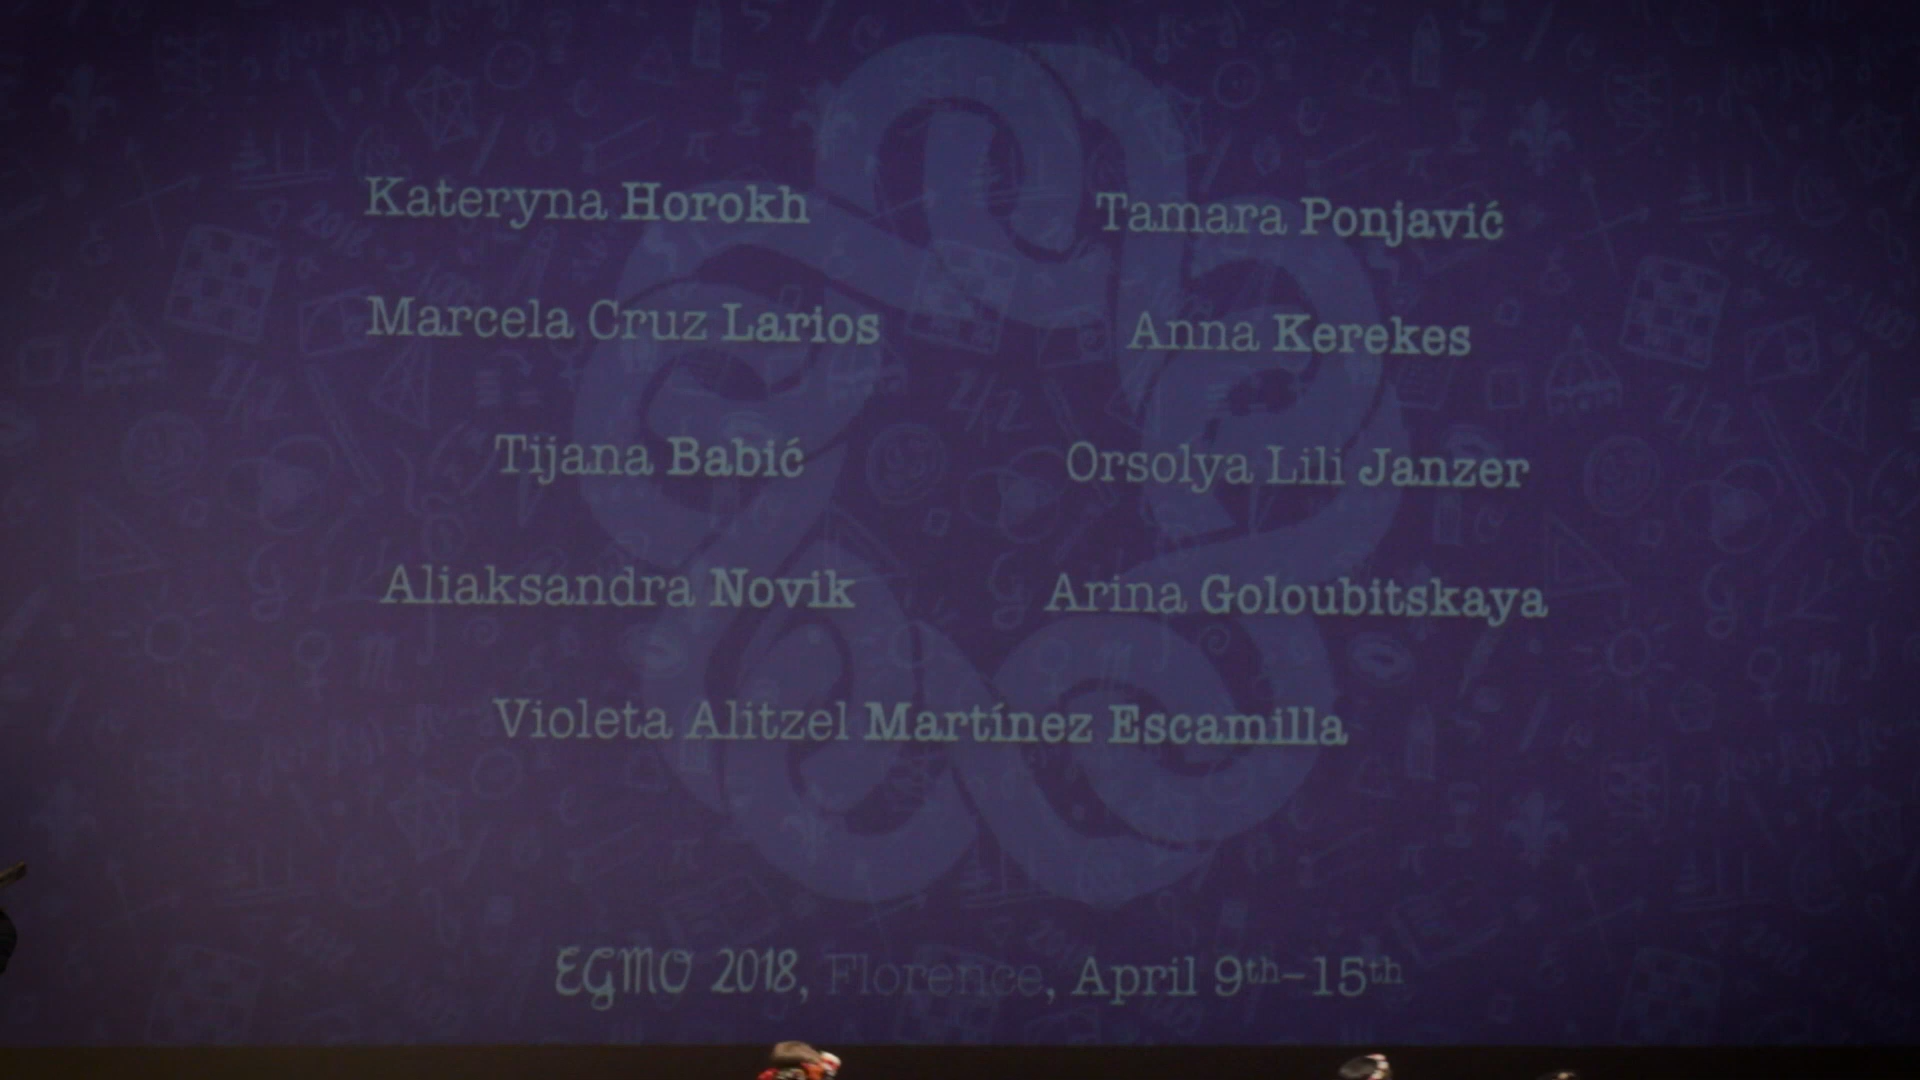 Kateryna Horokh Tamara Ponjavić
Marcela Cruz Larios Anna Kerekes
Tijana Babić Orsolya Lili Janzer
Aliaksandra Novik Arina Goloubitskaya
Violeta Alitzel Martínez Escamilla
EGMO 2018, Florence, April 9th–15th